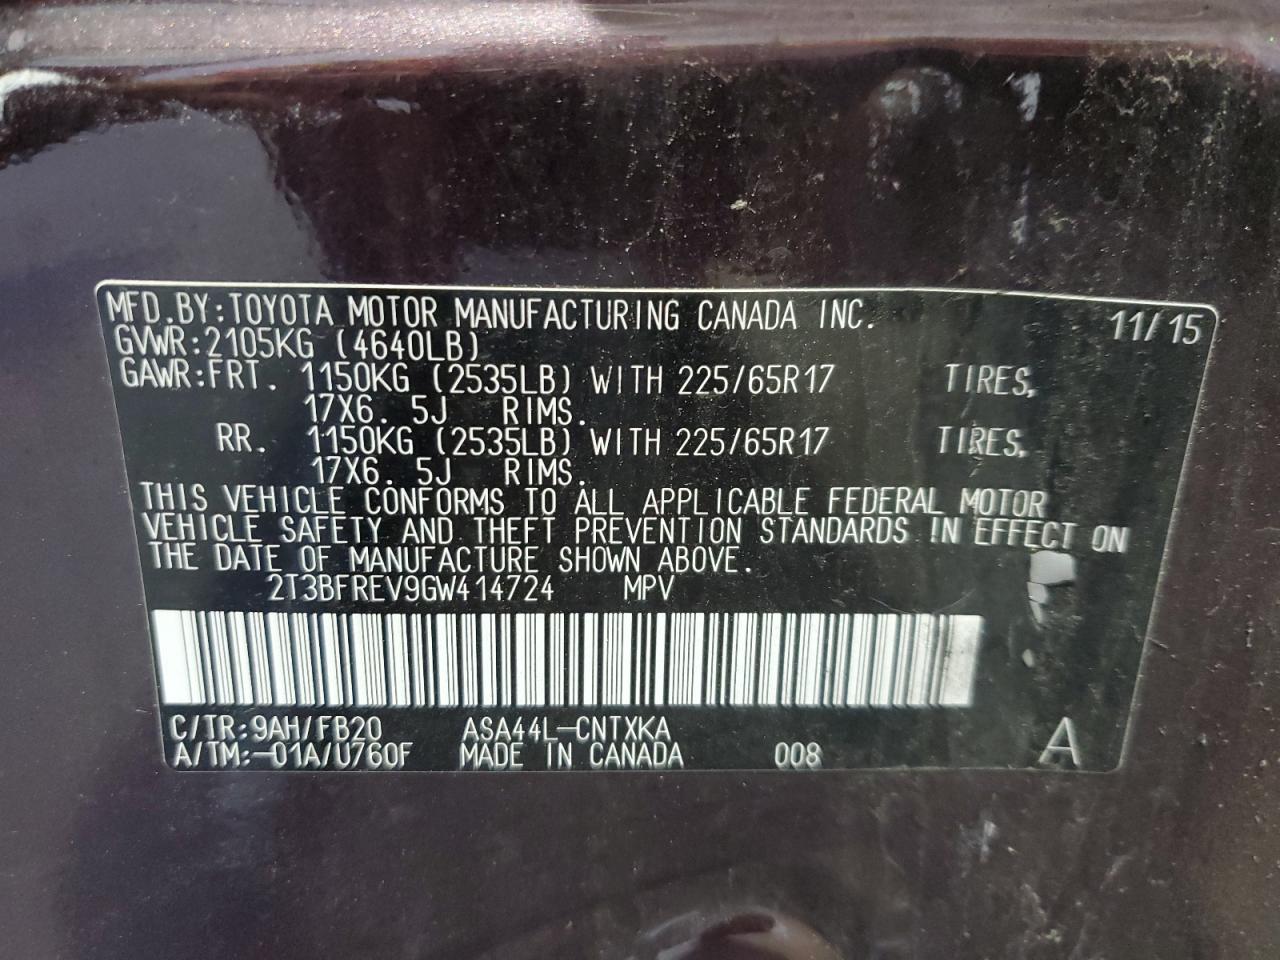 MFD.BY:TOYOTA MOTOR MANUFACTURING CANADA INC. 11/15
GVWR:2105KG (4640LB)
GAWR:FRT. 1150KG (2535LB) WITH 225/65R17 TIRES,
17X6. 5J RIMS.
RR. 1150KG (2535LB) WITH 225/65R17 TIRES,
17X6. 5J RIMS.
THIS VEHICLE CONFORMS TO ALL APPLICABLE FEDERAL MOTOR
VEHICLE SAFETY AND THEFT PREVENTION STANDARDS IN EFFECT ON
THE DATE OF MANUFACTURE SHOWN ABOVE.
2T3BFREV9GW414724 MPV
C/TR:9AH/FB20 ASA44L-CNTXKA
A/TM:-01A/U760F MADE IN CANADA 008 A